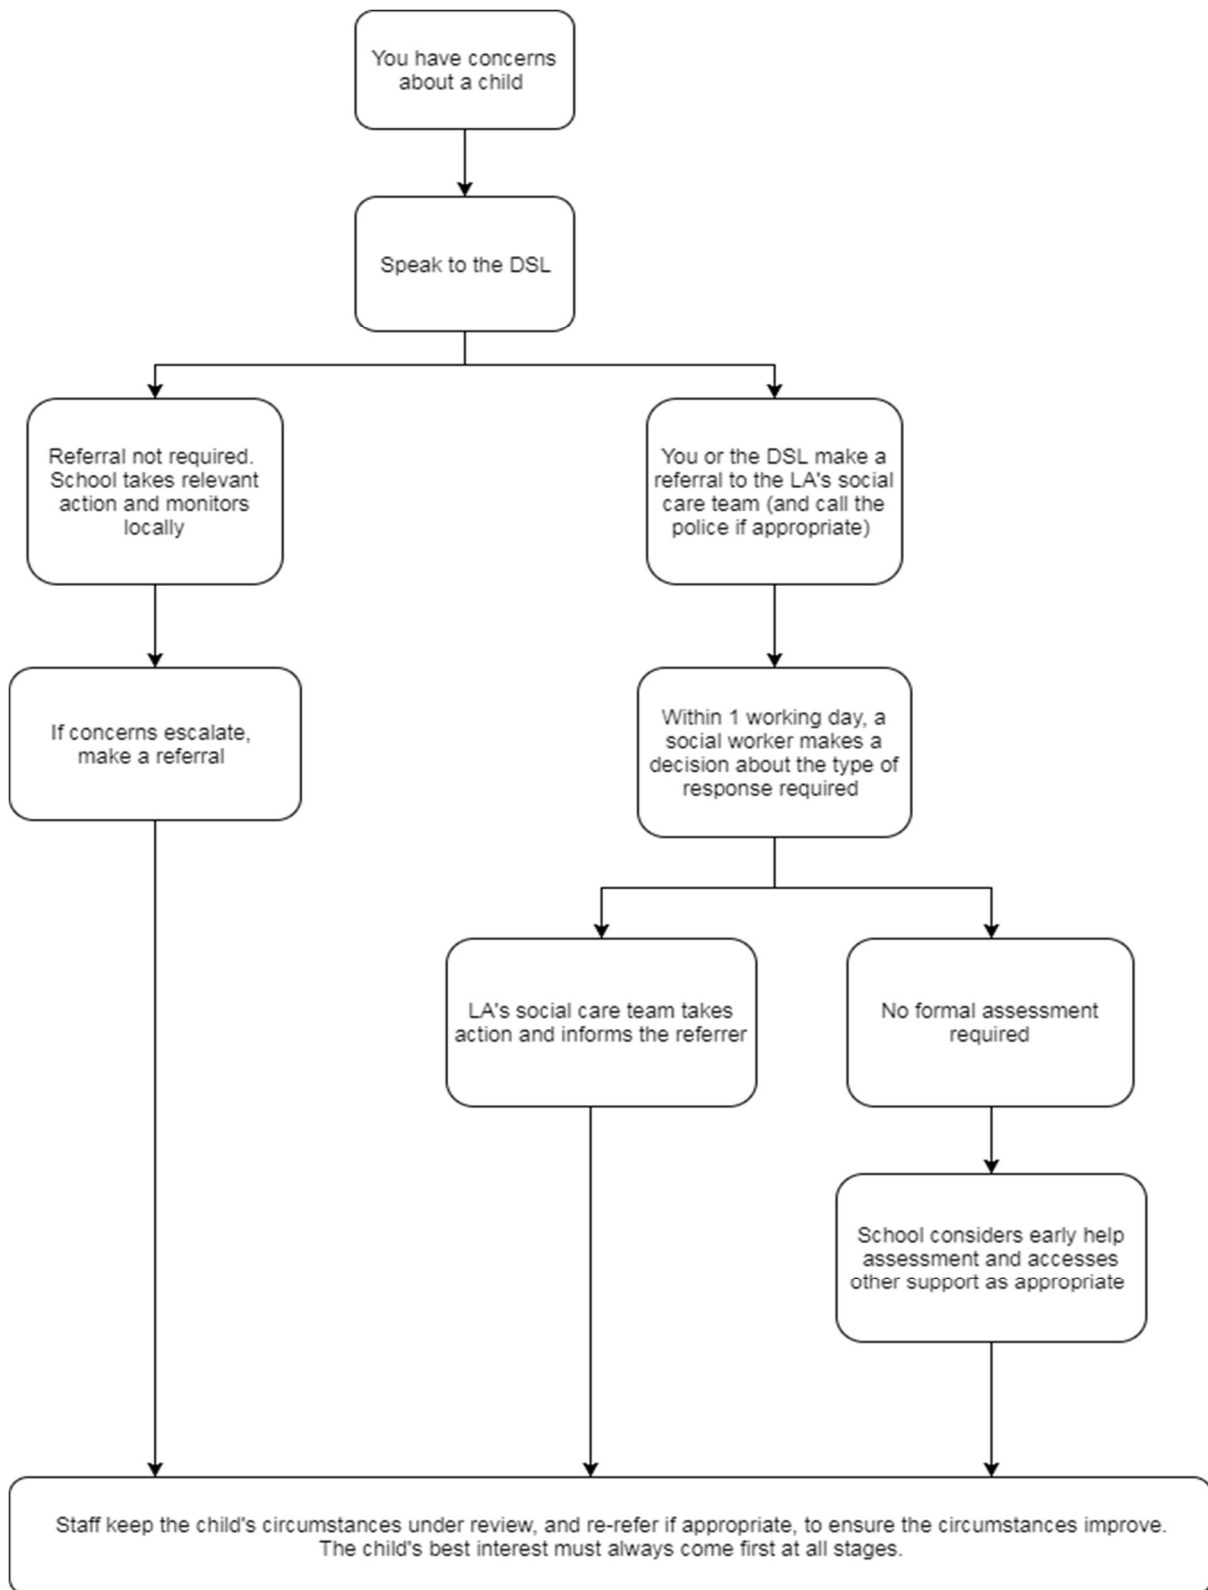 You have concerns
about a child
Speak to the DSL
Referral not required.
School takes relevant
action and monitors
locally
You or the DSL make a
referral to the LA's social
care team (and call the
police if appropriate)
If concerns escalate,
make a referral
Within 1 working day, a
social worker makes a
decision about the type of
response required
LA's social care team takes
action and informs the referrer
No formal assessment
required
School considers early help
assessment and accesses
other support as appropriate
Staff keep the child's circumstances under review, and re-refer if appropriate, to ensure the circumstances improve.
The child's best interest must always come first at all stages.